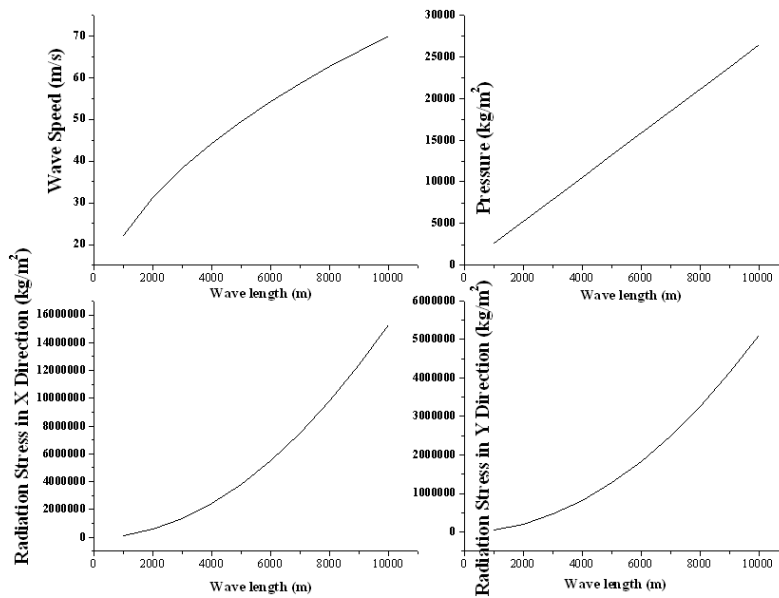 Wave Speed (m/s)
70
60
50
40
30
20
0 2000 4000 6000 8000 10000
Wave length (m)
Pressure (kg/m²)
30000
25000
20000
15000
10000
5000
0
0 2000 4000 6000 8000 10000
Wave length (m)
Radiation Stress in X Direction (kg/m²)
16000000
14000000
12000000
10000000
8000000
6000000
4000000
2000000
0
0 2000 4000 6000 8000 10000
Wave length (m)
Radiation Stress in Y Direction (kg/m²)
6000000
5000000
4000000
3000000
2000000
1000000
0
0 2000 4000 6000 8000 10000
Wave length (m)